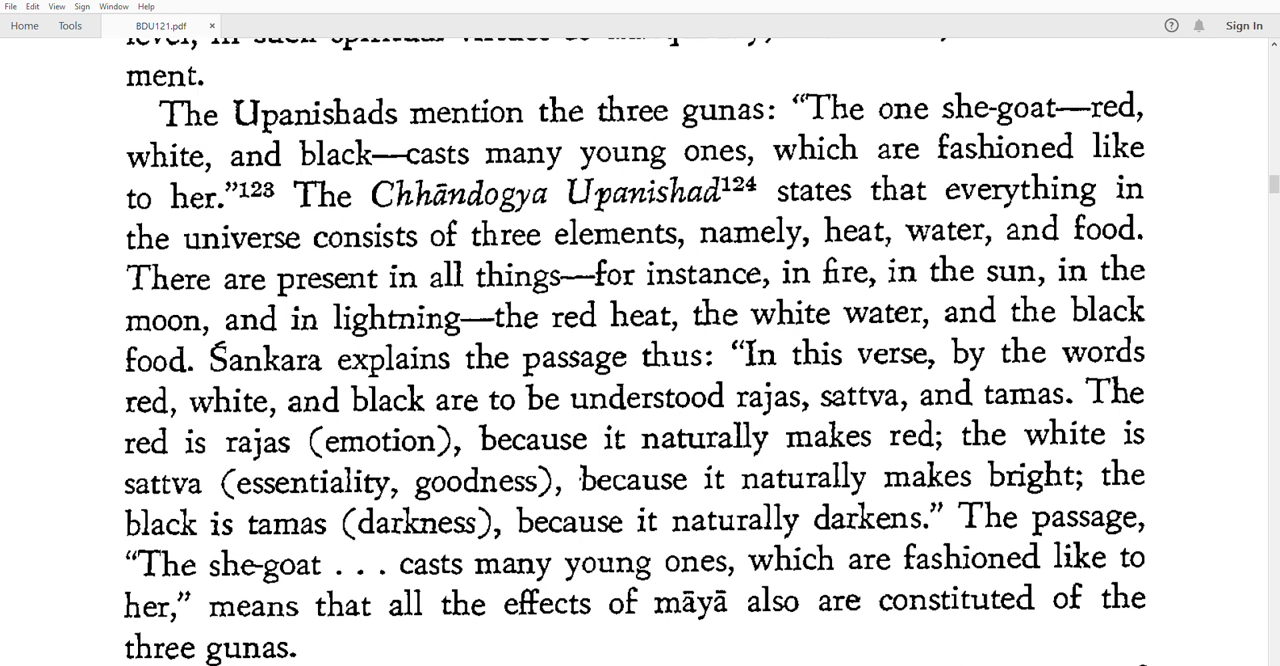 File Edit View Sign Window Help
Home Tools BDU121.pdf × Sign In
ment.
The Upanishads mention the three gunas: “The one she-goat—red,
white, and black—casts many young ones, which are fashioned like
to her.”123 The Chhāndogya Upanishad124 states that everything in
the universe consists of three elements, namely, heat, water, and food.
There are present in all things—for instance, in fire, in the sun, in the
moon, and in lightning—the red heat, the white water, and the black
food. Śankara explains the passage thus: “In this verse, by the words
red, white, and black are to be understood rajas, sattva, and tamas. The
red is rajas (emotion), because it naturally makes red; the white is
sattva (essentiality, goodness), because it naturally makes bright; the
black is tamas (darkness), because it naturally darkens.” The passage,
“The she-goat . . . casts many young ones, which are fashioned like to
her,” means that all the effects of māyā also are constituted of the
three gunas.